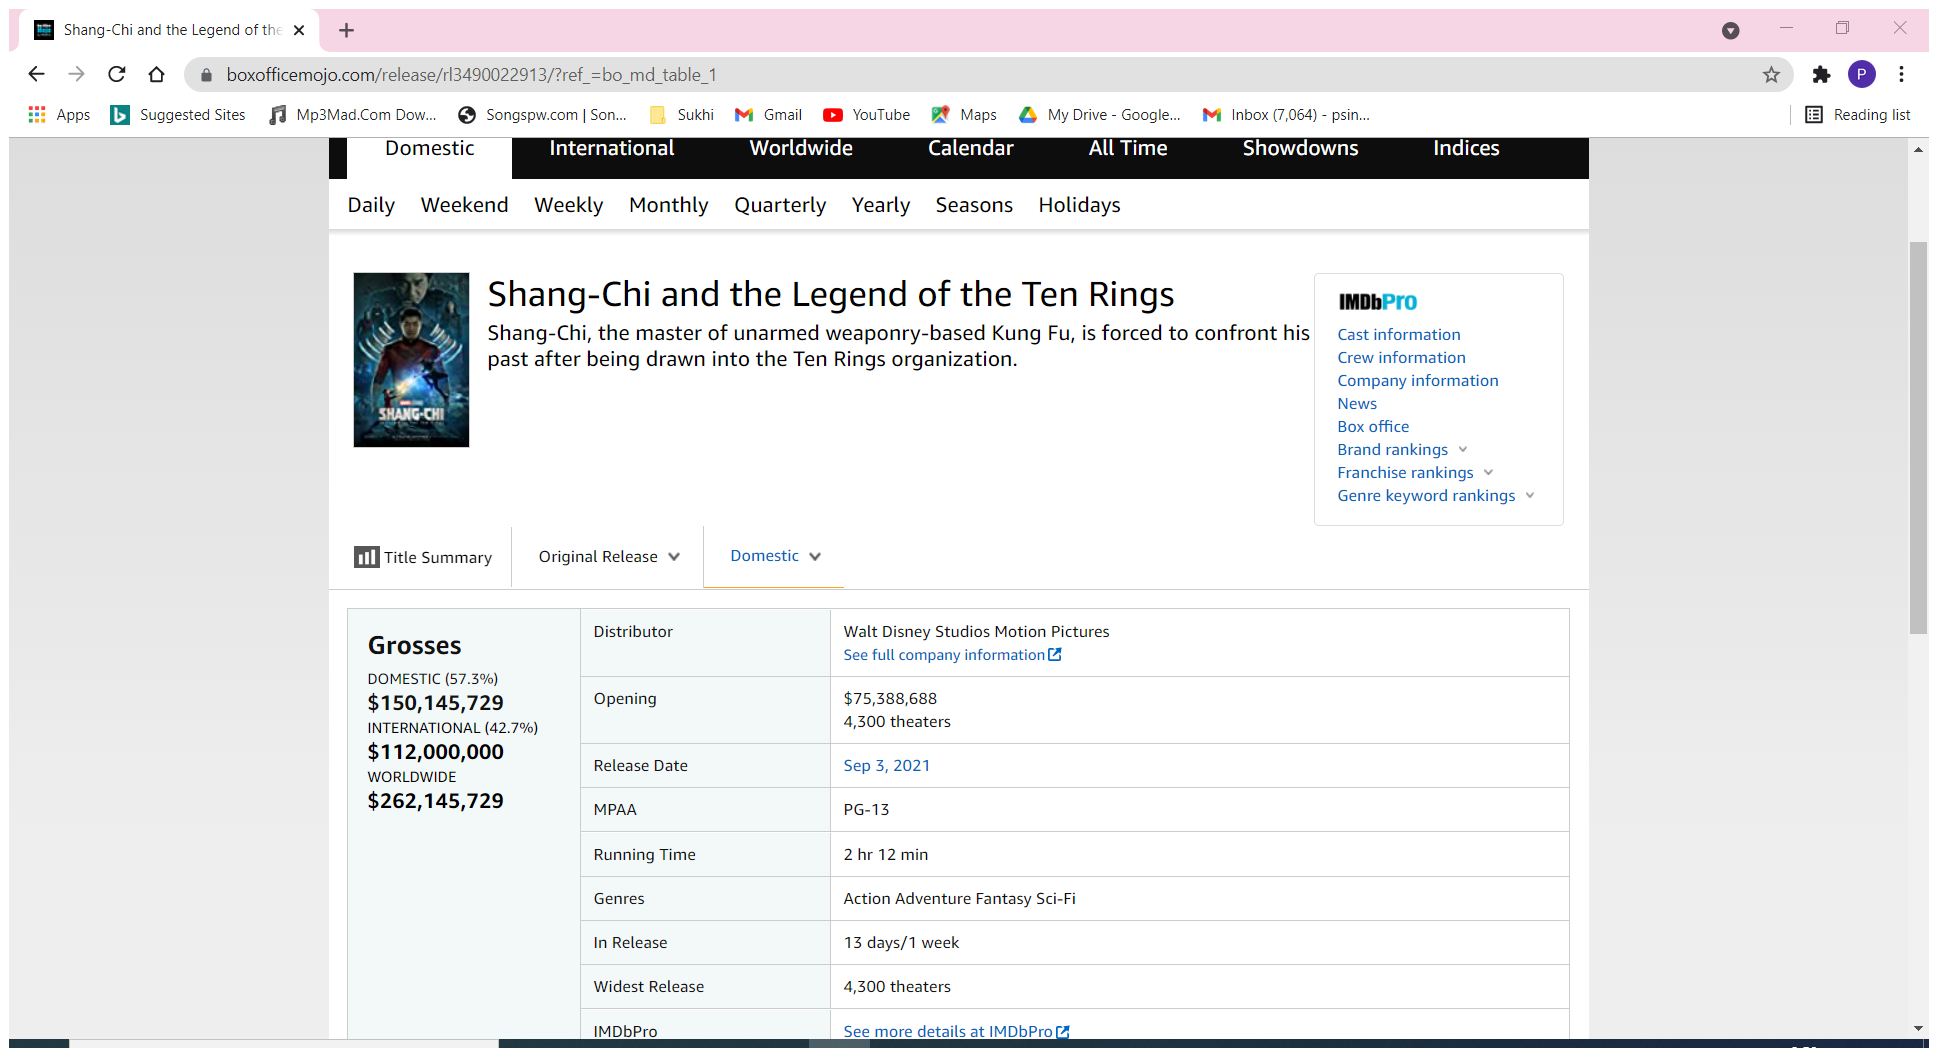 Shang-Chi and the Legend of the
boxofficemojo.com/release/rl3490022913/?ref_=bo_md_table_1
P
Apps Suggested Sites Mp3Mad.Com Dow... Songspw.com | Son... Sukhi Gmail YouTube Maps My Drive - Google... Inbox (7,064) - psin... Reading list
Domestic International Worldwide Calendar All Time Showdowns Indices
Daily Weekend Weekly Monthly Quarterly Yearly Seasons Holidays
Shang-Chi and the Legend of the Ten Rings
Shang-Chi, the master of unarmed weaponry-based Kung Fu, is forced to confront his
past after being drawn into the Ten Rings organization.
SHANG-CHI
IMDbPro
Cast information
Crew information
Company information
News
Box office
Brand rankings
Franchise rankings
Genre keyword rankings
Title Summary Original Release Domestic
Grosses
DOMESTIC (57.3%)
$150,145,729
INTERNATIONAL (42.7%)
$112,000,000
WORLDWIDE
$262,145,729
Distributor Walt Disney Studios Motion Pictures
See full company information
Opening $75,388,688
4,300 theaters
Release Date Sep 3, 2021
MPAA PG-13
Running Time 2 hr 12 min
Genres Action Adventure Fantasy Sci-Fi
In Release 13 days/1 week
Widest Release 4,300 theaters
IMDbPro See more details at IMDbPro